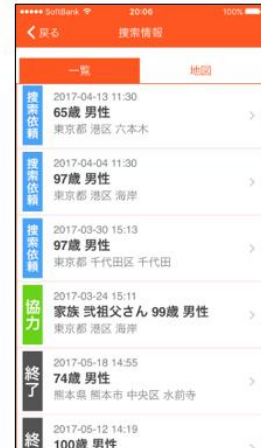 SoftBank 20:06 100%
戻る 捜索情報
一覧 地図
捜索依頼
2017-04-13 11:30
65歳 男性
東京都 港区 六本木
捜索依頼
2017-04-04 11:30
97歳 男性
東京都 港区 海岸
捜索依頼
2017-03-30 15:13
97歳 男性
東京都 千代田区 千代田
協力
2017-03-24 15:11
家族 弐祖父さん 99歳 男性
東京都 港区 海岸
終了
2017-05-18 14:55
74歳 男性
熊本県 熊本市 中央区 水前寺
終
2017-05-12 14:19
100歳 男性